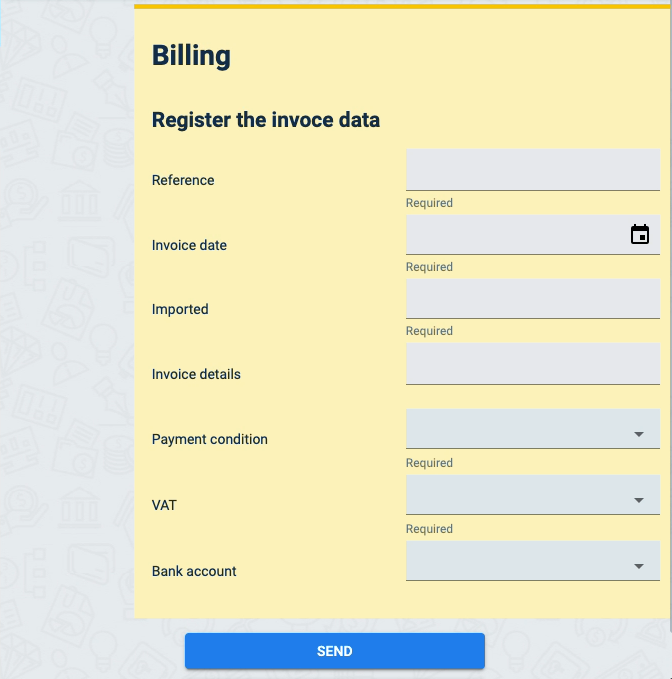 Billing
Register the invoce data
Reference
Required
Invoice date
Required
Imported
Required
Invoice details
Payment condition
Required
VAT
Required
Bank account
SEND